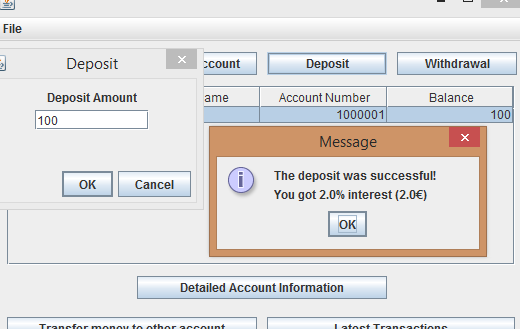 File
Deposit
Deposit Amount
100
OK
Cancel
count
Deposit
Withdrawal
ame
Account Number
Balance
1000001
100
Message
The deposit was successful!
You got 2.0% interest (2.0€)
OK
Detailed Account Information
Transfer money to other account
Latest Transactions